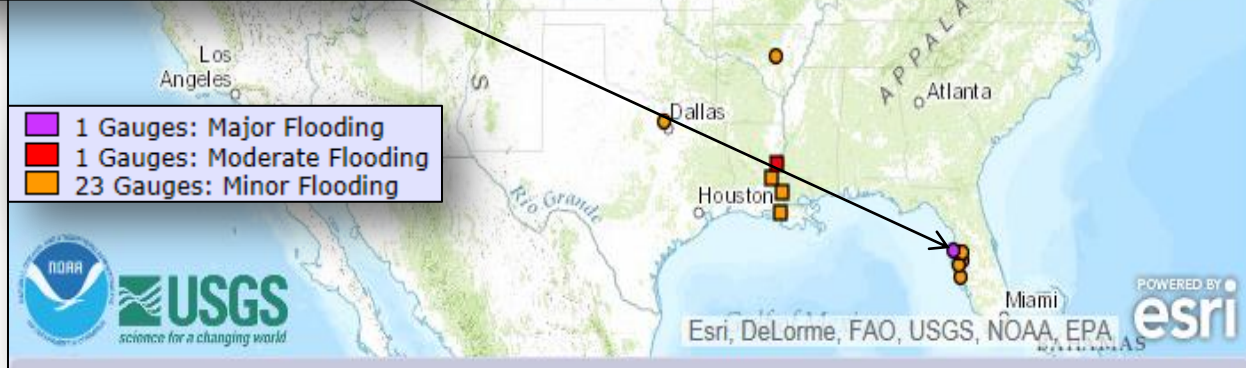 APPALA
Los
Angeles
S
Dallas
Atlanta
1 Gauges: Major Flooding
1 Gauges: Moderate Flooding
23 Gauges: Minor Flooding
Rio Grande
Houston
NOAA
USGS
science for a changing world
Miami
POWERED BY
esri
Esri, DeLorme, FAO, USGS, NOAA, EPA
BAHAMAS